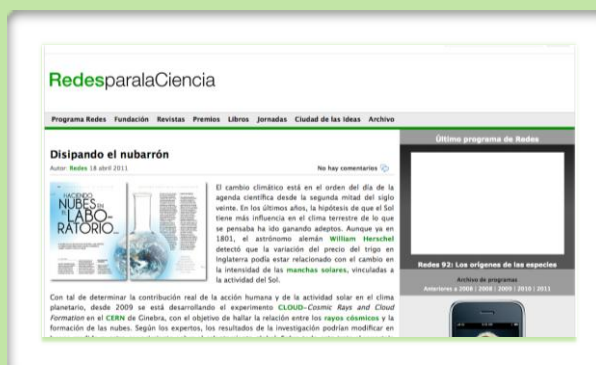 RedesparalaCiencia
Programa Redes Fundación Revistas Premios Libros Jornadas Ciudad de las Ideas Archivo
Disipando el nubarrón
Autor: Redes 18 abril 2011
No hay comentarios
HACIENDO
NUBES EN
EL LABO-
RATORIO...
El cambio climático está en el orden del día de la
agenda científica desde la segunda mitad del siglo
veinte. En los últimos años, la hipótesis de que el Sol
tiene más influencia en el clima terrestre de lo que
se pensaba ha ido ganando adeptos. Aunque ya en
1801, el astrónomo alemán William Herschel
detectó que la variación del precio del trigo en
Inglaterra podía estar relacionado con el cambio en
la intensidad de las manchas solares, vinculadas a
la actividad del Sol.
Con tal de determinar la contribución real de la acción humana y de la actividad solar en el clima
planetario, desde 2009 se está desarrollando el experimento CLOUD-Cosmic Rays and Cloud
Formation en el CERN de Ginebra, con el objetivo de hallar la relación entre los rayos cósmicos y la
formación de las nubes. Según los expertos, los resultados de la investigación podrían modificar en
Último programa de Redes
Redes 92: Los orígenes de las especies
Archivo de programas
Anteriores a 2008 | 2008 | 2009 | 2010 | 2011